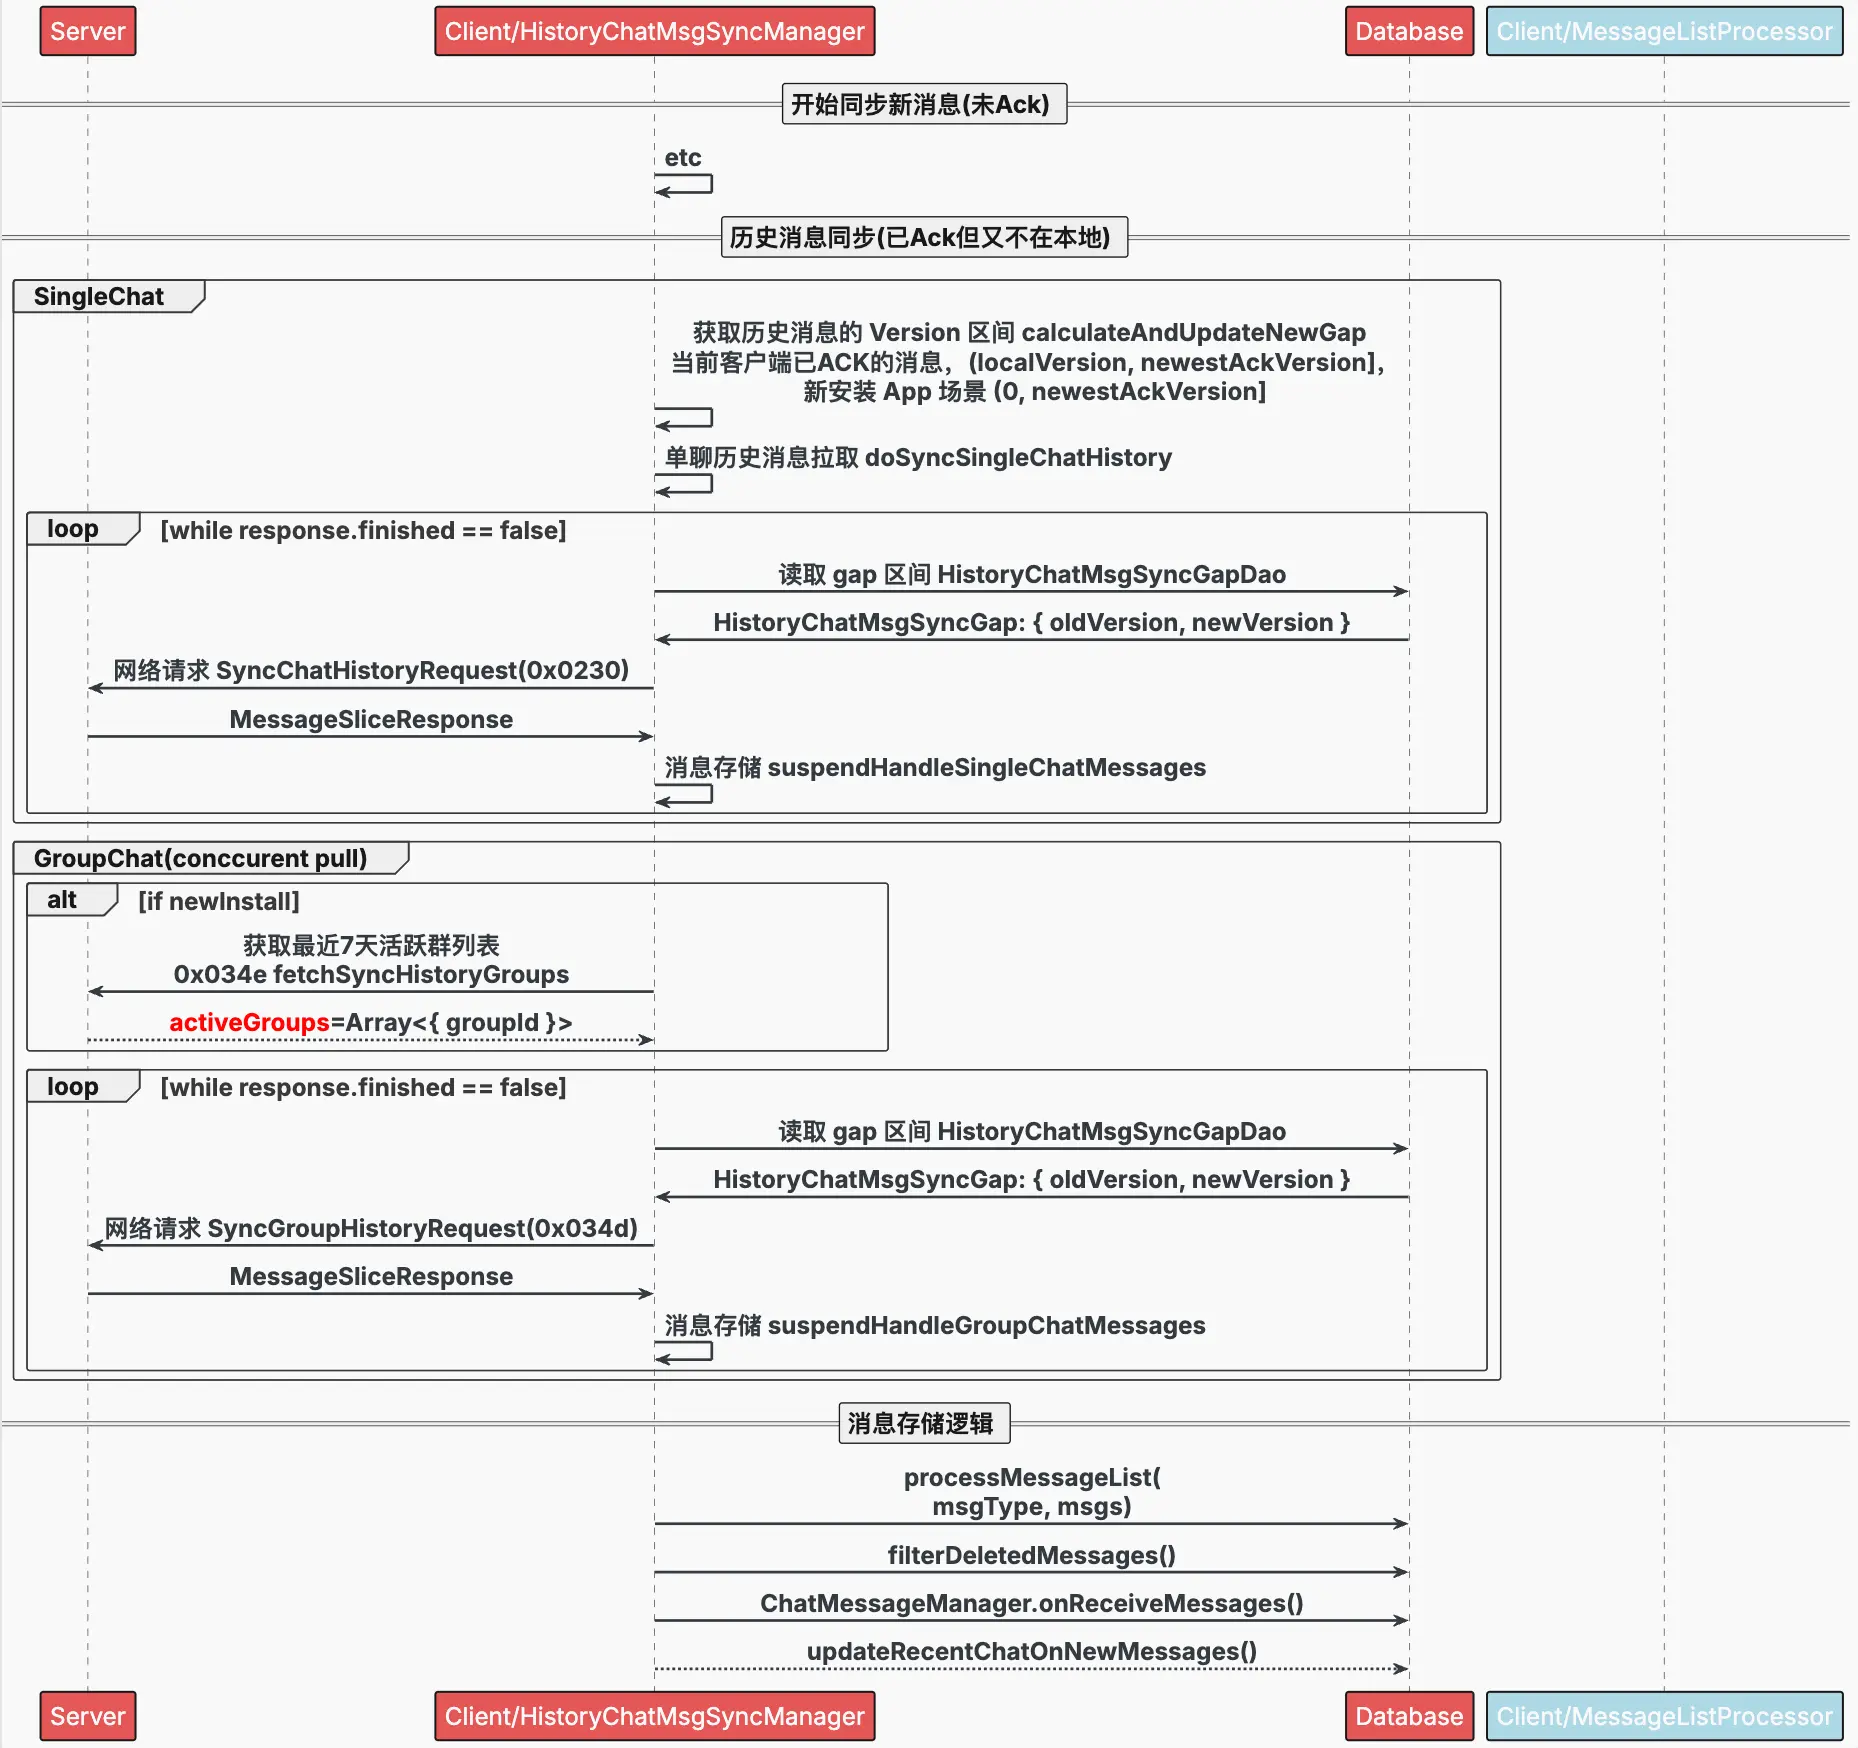 Server
Client/HistoryChatMsgSyncManager
Database
Client/MessageListProcessor
开始同步新消息(未Ack)
etc
历史消息同步(已Ack但又不在本地)
SingleChat
获取历史消息的 Version 区间 calculateAndUpdateNewGap
当前客户端已ACK的消息，(localVersion, newestAckVersion]，
新安装 App 场景 (0, newestAckVersion]
单聊历史消息拉取 doSyncSingleChatHistory
loop [while response.finished == false]
读取 gap 区间 HistoryChatMsgSyncGapDao
HistoryChatMsgSyncGap: { oldVersion, newVersion }
网络请求 SyncChatHistoryRequest(0x0230)
MessageSliceResponse
消息存储 suspendHandleSingleChatMessages
GroupChat(conccurent pull)
alt [if newInstall]
获取最近7天活跃群列表
0x034e fetchSyncHistoryGroups
activeGroups=Array<{ groupId }>
loop [while response.finished == false]
读取 gap 区间 HistoryChatMsgSyncGapDao
HistoryChatMsgSyncGap: { oldVersion, newVersion }
网络请求 SyncGroupHistoryRequest(0x034d)
MessageSliceResponse
消息存储 suspendHandleGroupChatMessages
消息存储逻辑
processMessageList(
msgType, msgs)
filterDeletedMessages()
ChatMessageManager.onReceiveMessages()
updateRecentChatOnNewMessages()
Server
Client/HistoryChatMsgSyncManager
Database
Client/MessageListProcessor